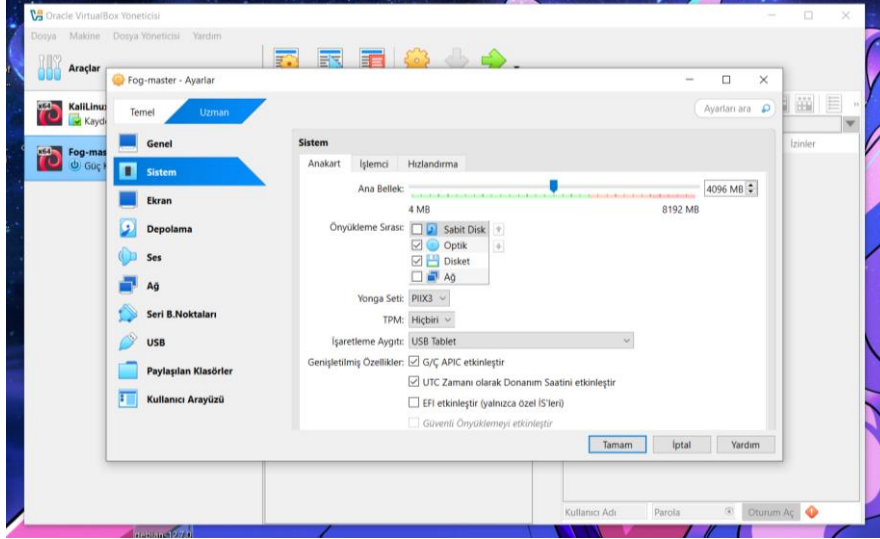 Oracle VirtualBox Yöneticisi
Dosya Makine Dosya Yöneticisi Yardım
Araçlar
Fog-master - Ayarlar
Temel Uzman Ayarları ara
KaliLinu
Kayd
Fog-mas
Güç
İzinler
Genel
Sistem
Ekran
Depolama
Ses
Ağ
Seri B.Noktaları
USB
Paylaşılan Klasörler
Kullanıcı Arayüzü
Sistem
Anakart İşlemci Hızlandırma
Ana Bellek: 4096 MB
4 MB 8192 MB
Önyükleme Sırası: Sabit Disk
Optik
Disket
Ağ
Yonga Seti: PIIX3
TPM: Hiçbiri
İşaretleme Aygıtı: USB Tablet
Genişletilmiş Özellikler: G/Ç APIC etkinleştir
UTC Zamanı olarak Donanım Saatini etkinleştir
EFI etkinleştir (yalnızca özel İS'leri)
Güvenli Önyüklemeyi etkinleştir
Tamam İptal Yardım
Kullanıcı Adı Parola Oturum Aç
debian-12.7.0